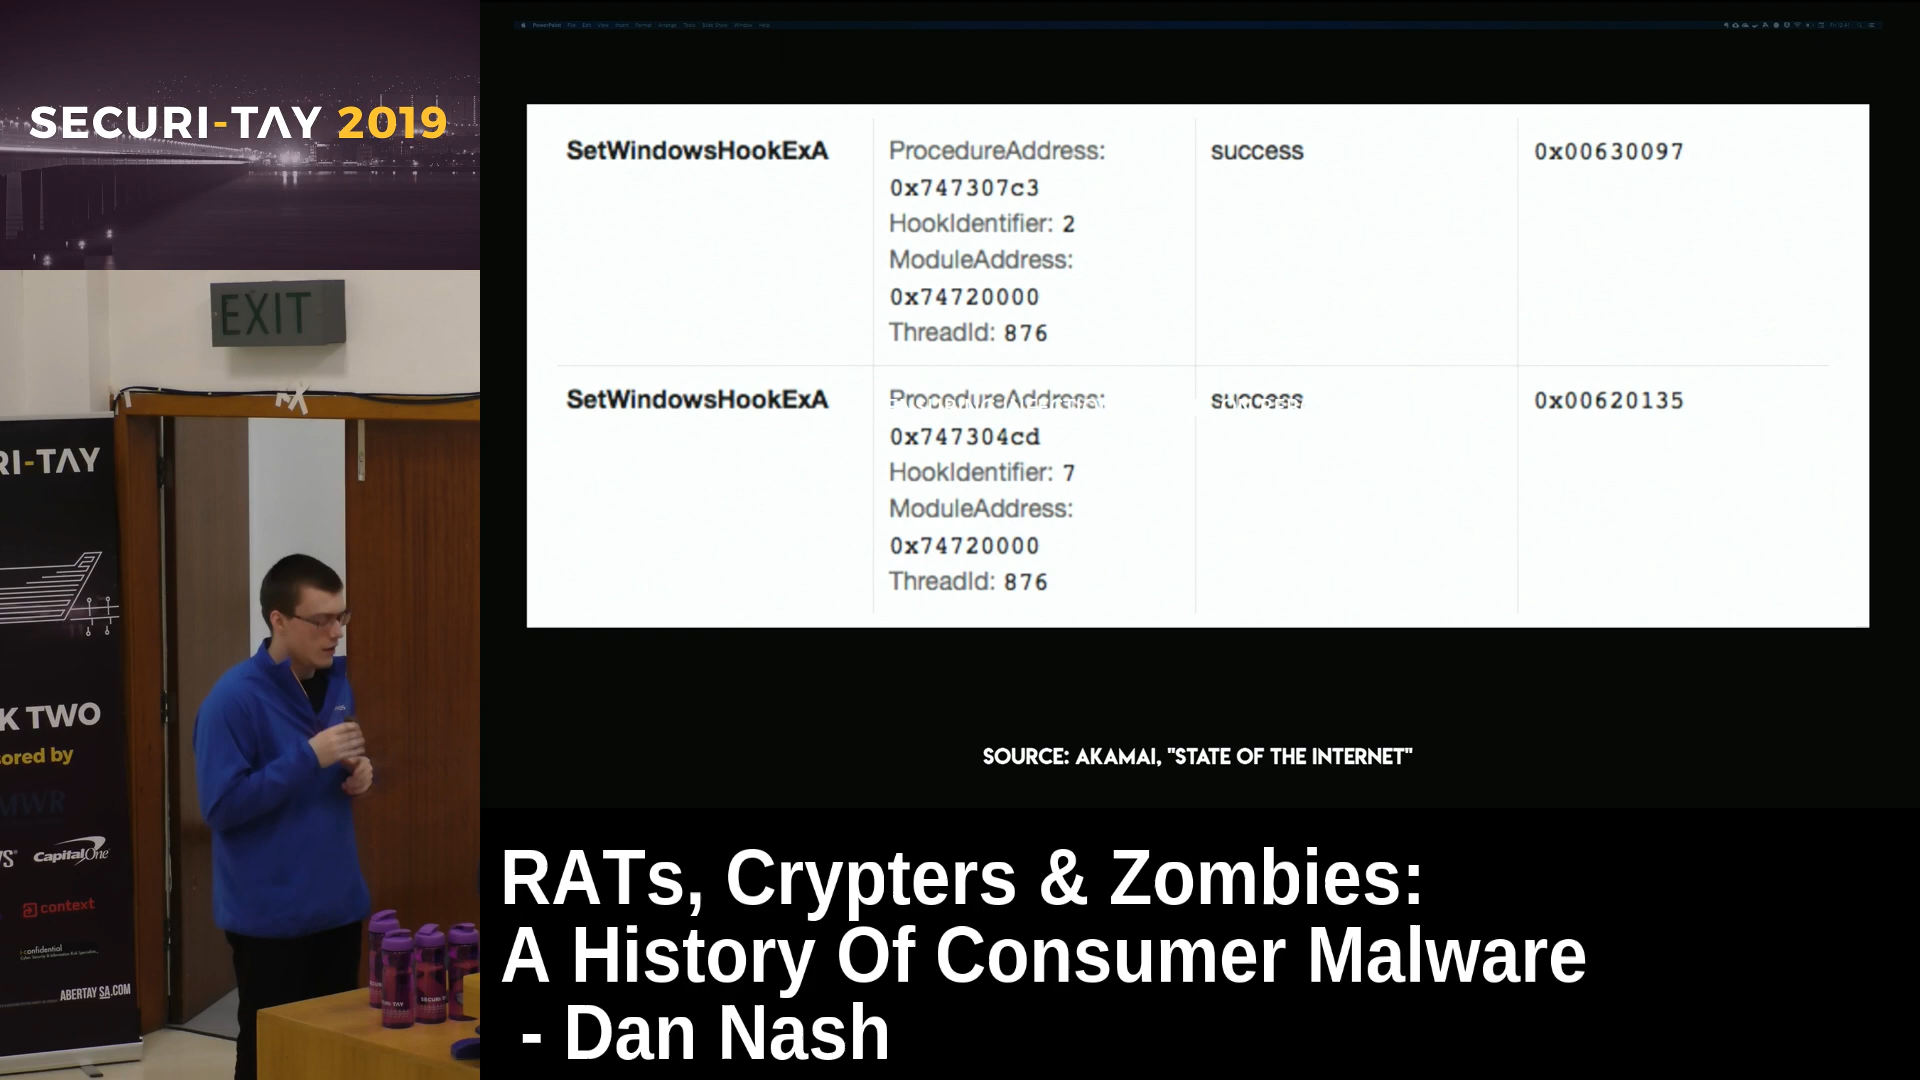 SECURI-TAY 2019
EXIT
RI-TAY
K TWO
ored by
MWR
CapitalOne
context
ABERTAY SA.COM
SetWindowsHookExA
ProcedureAddress:
0x747307c3
HookIdentifier: 2
ModuleAddress:
0x74720000
ThreadId: 876
success
0x00630097
SetWindowsHookExA
ProcedureAddress:
0x747304cd
HookIdentifier: 7
ModuleAddress:
0x74720000
ThreadId: 876
success
0x00620135
SOURCE: AKAMAI, "STATE OF THE INTERNET"
RATs, Crypters & Zombies:
A History Of Consumer Malware
- Dan Nash